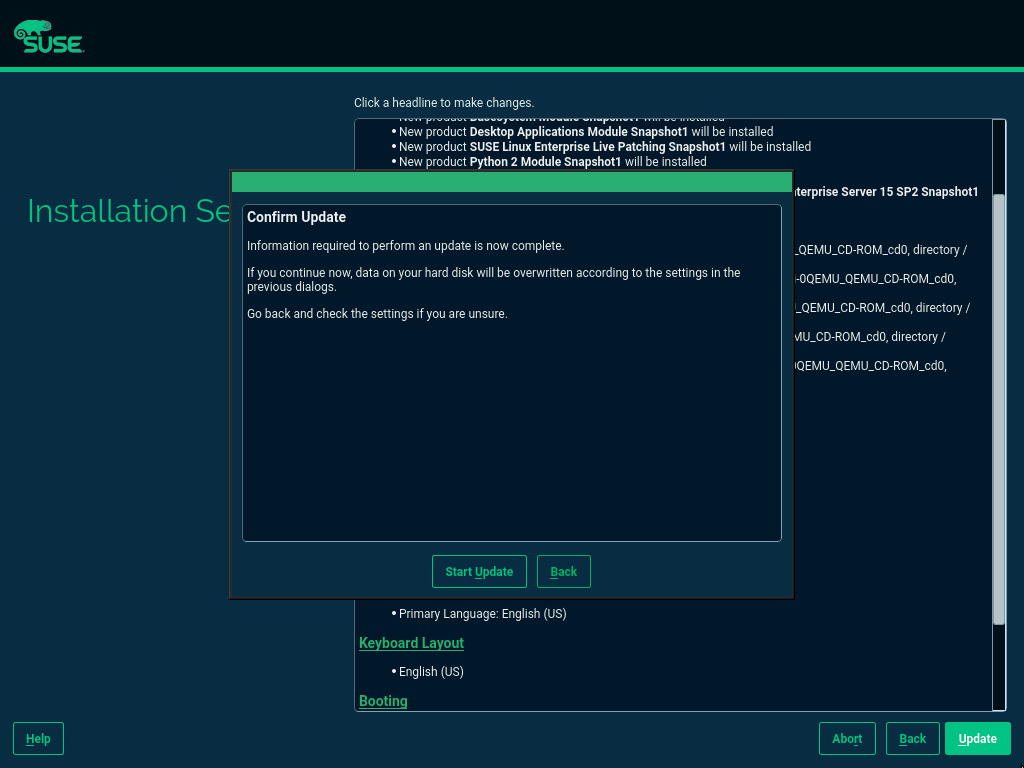 SUSE
Click a headline to make changes.
• New product Basesystem Module Snapshot1 will be installed
• New product Desktop Applications Module Snapshot1 will be installed
• New product SUSE Linux Enterprise Live Patching Snapshot1 will be installed
• New product Python 2 Module Snapshot1 will be installed
terprise Server 15 SP2 Snapshot1
Installation Se
_QEMU_CD-ROM_cd0, directory /
-0QEMU_QEMU_CD-ROM_cd0,
_QEMU_CD-ROM_cd0, directory /
MU_CD-ROM_cd0, directory /
QEMU_QEMU_CD-ROM_cd0,
Confirm Update
Information required to perform an update is now complete.
If you continue now, data on your hard disk will be overwritten according to the settings in the
previous dialogs.
Go back and check the settings if you are unsure.
Start Update
Back
• Primary Language: English (US)
Keyboard Layout
• English (US)
Booting
Help
Abort
Back
Update